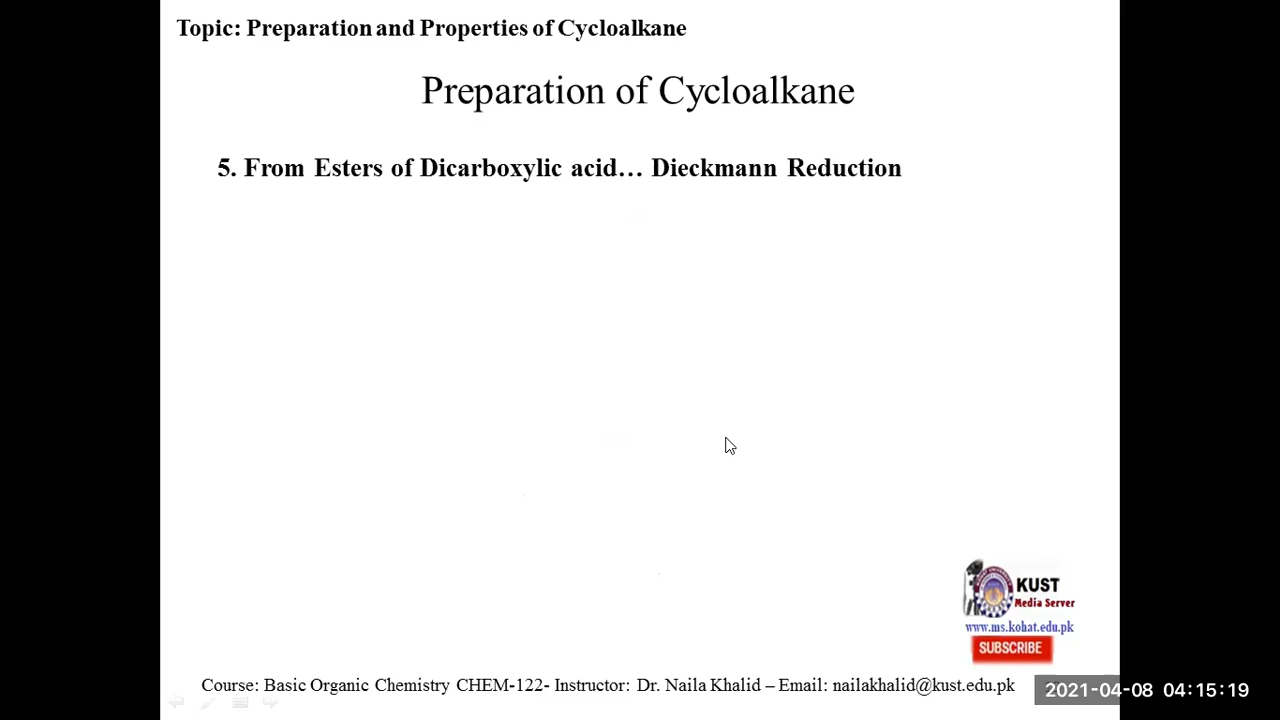 Topic: Preparation and Properties of Cycloalkane
Preparation of Cycloalkane
5. From Esters of Dicarboxylic acid… Dieckmann Reduction
KUST
Media Server
www.ms.kohat.edu.pk
SUBSCRIBE
Course: Basic Organic Chemistry CHEM-122- Instructor: Dr. Naila Khalid – Email: nailakhalid@kust.edu.pk
2021-04-08 04:15:19